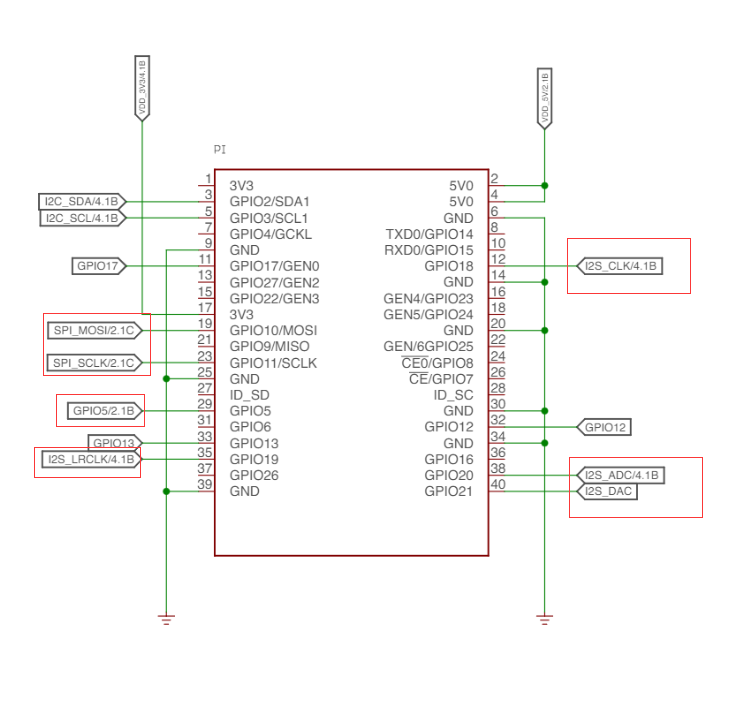 VDD_3V3/4.1B
VDD_5V/2.1B
PI
1 3V3 5V0 2
I2C_SDA/4.1B 3 GPIO2/SDA1 5V0 4
I2C_SCL/4.1B 5 GPIO3/SCL1 GND 6
7 GPIO4/GCKL TXD0/GPIO14 8
9 GND RXD0/GPIO15 10
GPIO17 11 GPIO17/GEN0 GPIO18 12 I2S_CLK/4.1B
13 GPIO27/GEN2 GND 14
15 GPIO22/GEN3 GEN4/GPIO23 16
17 3V3 GEN5/GPIO24 18
SPI_MOSI/2.1C 19 GPIO10/MOSI GND 20
21 GPIO9/MISO GEN/6GPIO25 22
SPI_SCLK/2.1C 23 GPIO11/SCLK CE0/GPIO8 24
25 GND CE/GPIO7 26
27 ID_SD ID_SC 28
GPIO5/2.1B 29 GPIO5 GND 30
31 GPIO6 GPIO12 32 GPIO12
GPIO13 33 GPIO13 GND 34
I2S_LRCLK/4.1B 35 GPIO19 GPIO16 36
37 GPIO26 GPIO20 38 I2S_ADC/4.1B
39 GND GPIO21 40 I2S_DAC